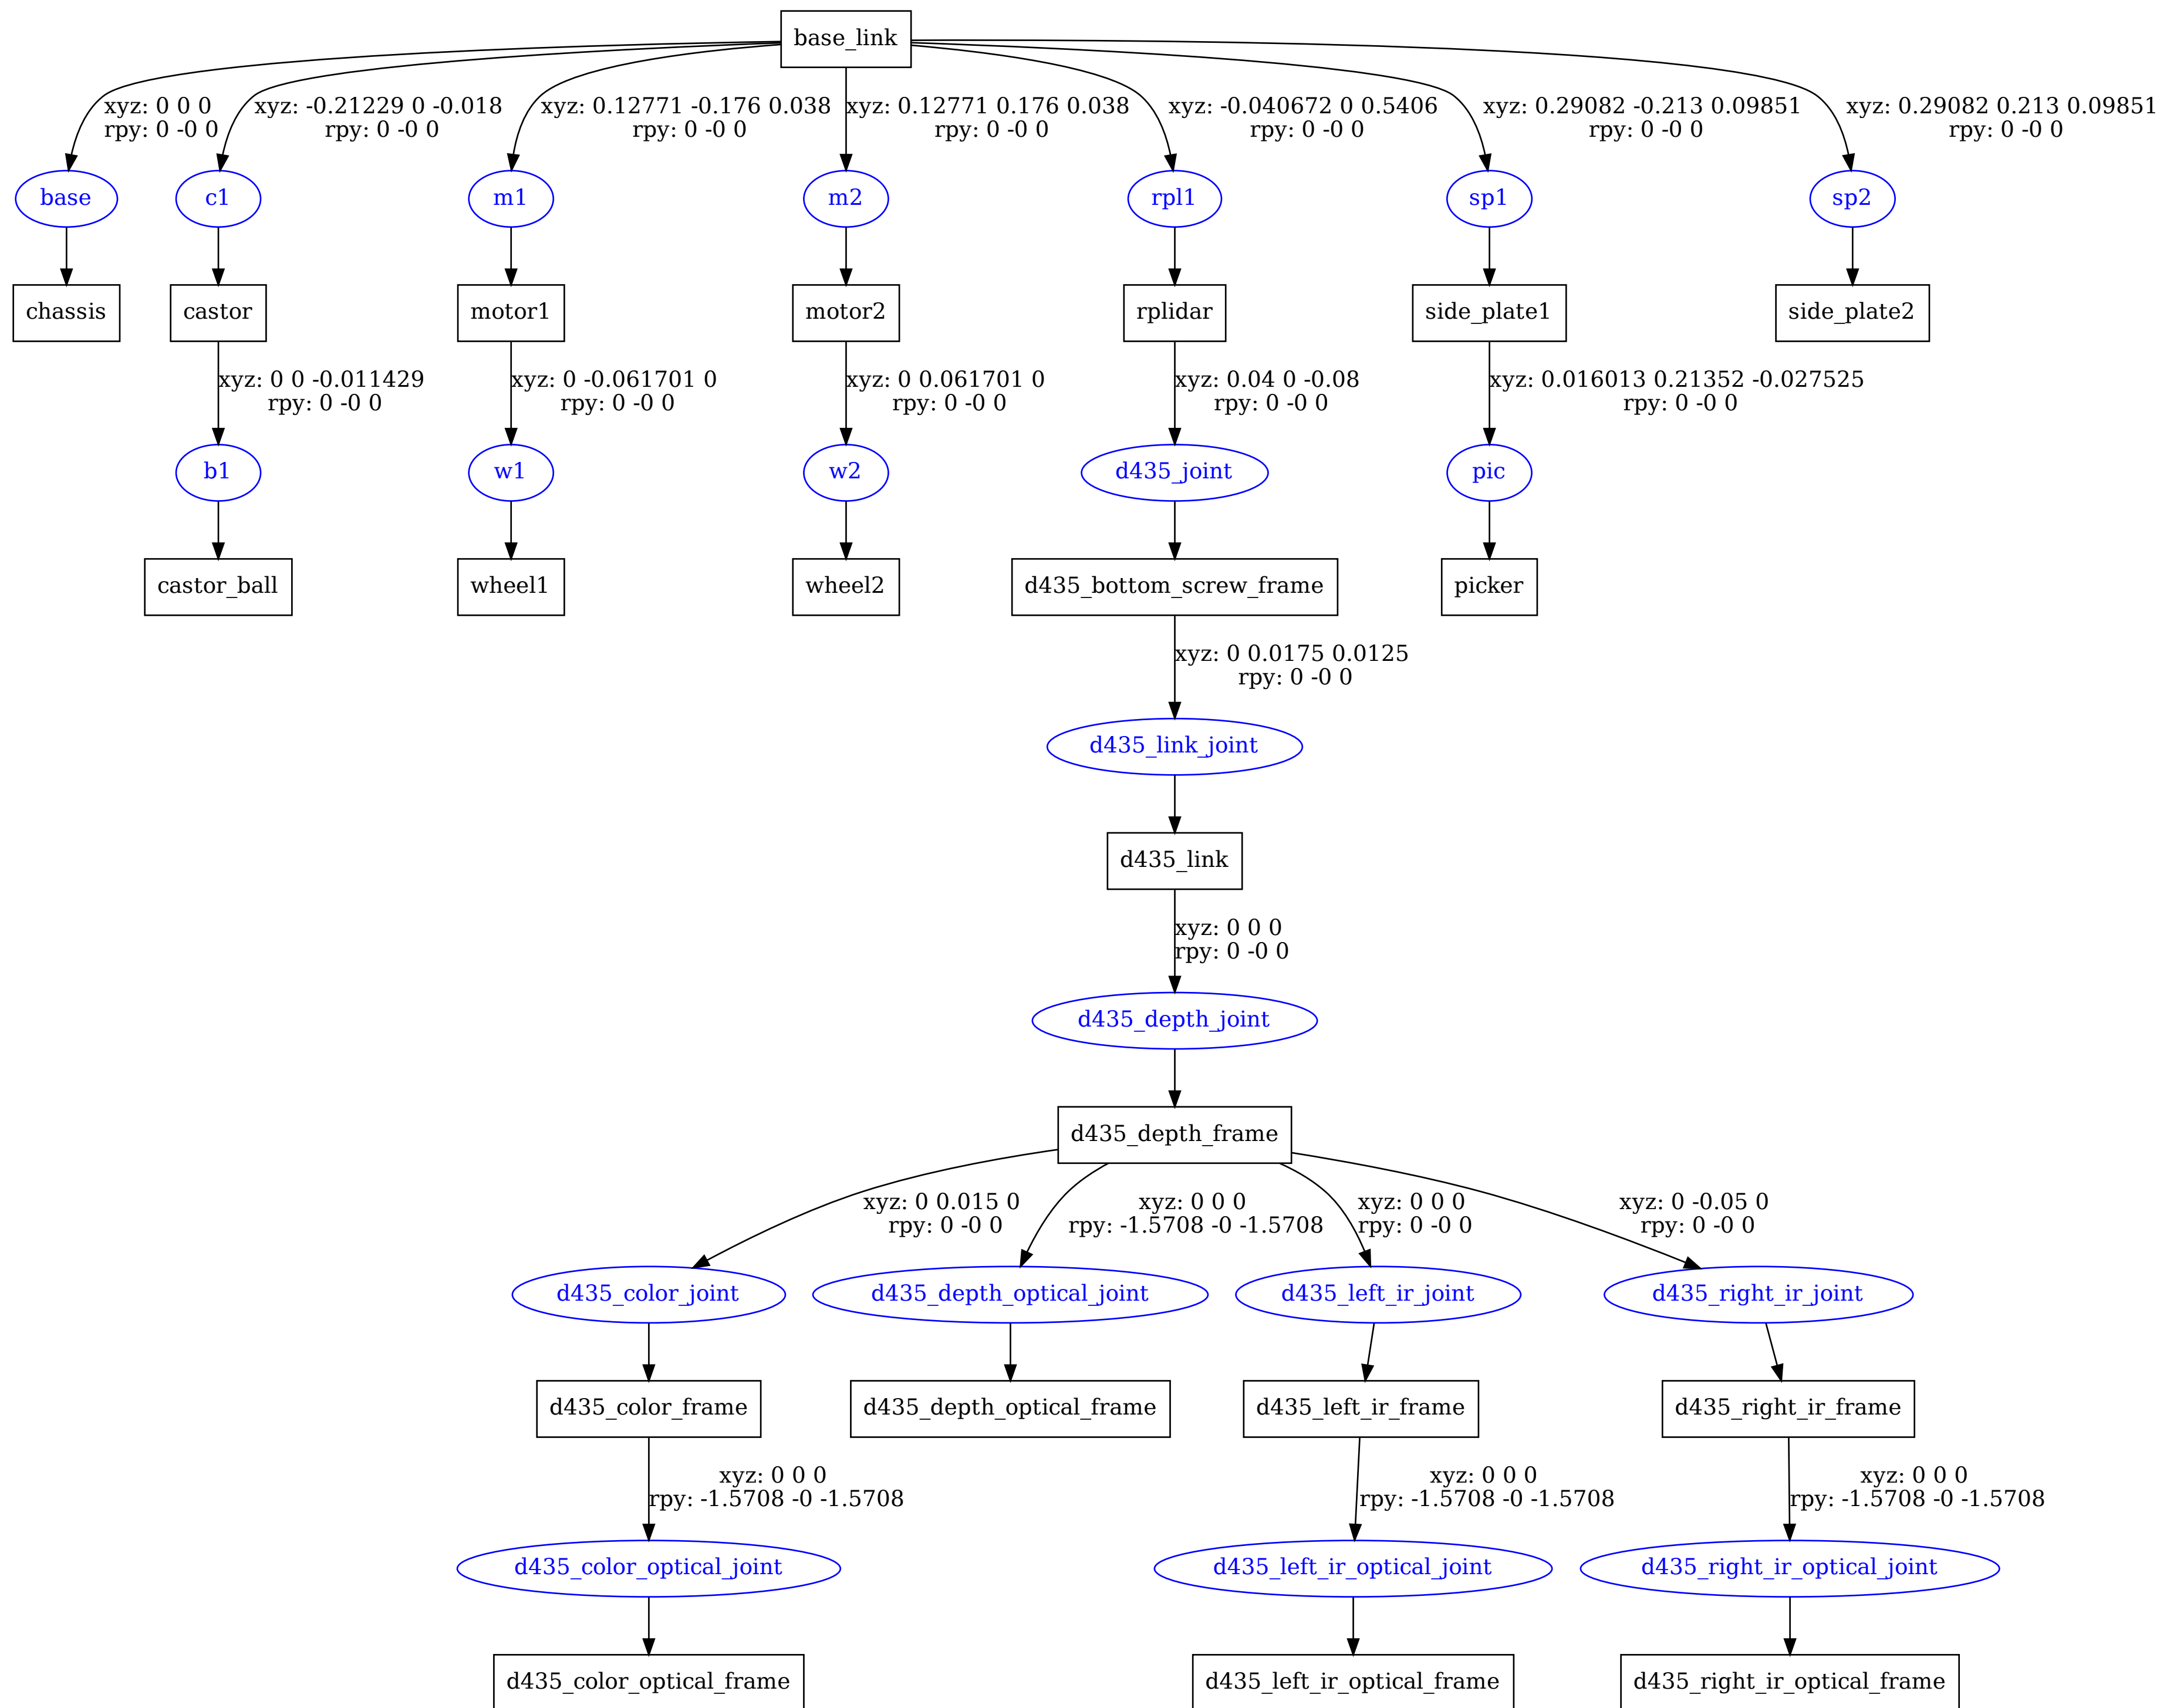 base_link
xyz: 0 0 0
rpy: 0 -0 0
xyz: -0.21229 0 -0.018
rpy: 0 -0 0
xyz: 0.12771 -0.176 0.038
rpy: 0 -0 0
xyz: 0.12771 0.176 0.038
rpy: 0 -0 0
xyz: -0.040672 0 0.5406
rpy: 0 -0 0
xyz: 0.29082 -0.213 0.09851
rpy: 0 -0 0
xyz: 0.29082 0.213 0.09851
rpy: 0 -0 0
base
c1
m1
m2
rpl1
sp1
sp2
chassis
castor
motor1
motor2
rplidar
side_plate1
side_plate2
xyz: 0 0 -0.011429
rpy: 0 -0 0
xyz: 0 -0.061701 0
rpy: 0 -0 0
xyz: 0 0.061701 0
rpy: 0 -0 0
xyz: 0.04 0 -0.08
rpy: 0 -0 0
xyz: 0.016013 0.21352 -0.027525
rpy: 0 -0 0
b1
w1
w2
d435_joint
pic
castor_ball
wheel1
wheel2
d435_bottom_screw_frame
picker
xyz: 0 0.0175 0.0125
rpy: 0 -0 0
d435_link_joint
d435_link
xyz: 0 0 0
rpy: 0 -0 0
d435_depth_joint
d435_depth_frame
xyz: 0 0.015 0
rpy: 0 -0 0
xyz: 0 0 0
rpy: -1.5708 -0 -1.5708
xyz: 0 0 0
rpy: 0 -0 0
xyz: 0 -0.05 0
rpy: 0 -0 0
d435_color_joint
d435_depth_optical_joint
d435_left_ir_joint
d435_right_ir_joint
d435_color_frame
d435_depth_optical_frame
d435_left_ir_frame
d435_right_ir_frame
xyz: 0 0 0
rpy: -1.5708 -0 -1.5708
xyz: 0 0 0
rpy: -1.5708 -0 -1.5708
xyz: 0 0 0
rpy: -1.5708 -0 -1.5708
d435_color_optical_joint
d435_left_ir_optical_joint
d435_right_ir_optical_joint
d435_color_optical_frame
d435_left_ir_optical_frame
d435_right_ir_optical_frame